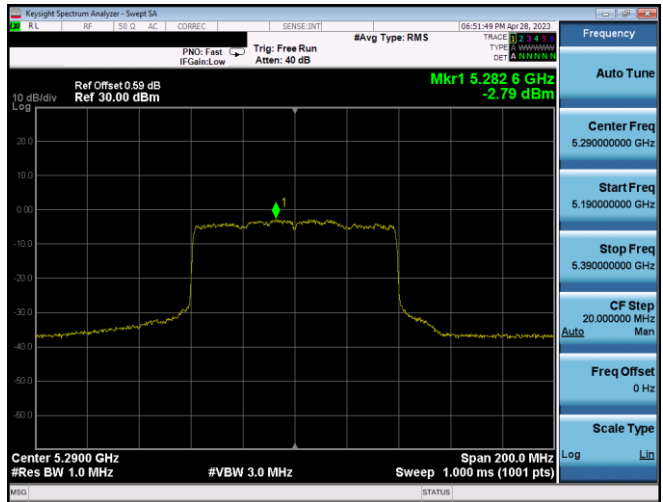 Keysight Spectrum Analyzer - Swept SA
RL RF 50 Ω AC CORREC SENSE:INT 06:51:49 PM Apr 28, 2023
#Avg Type: RMS TRACE 1 2 3 4 5 6
PNO: Fast Trig: Free Run TYPE A WWWWW
IFGain:Low Atten: 40 dB DET A N N N N N
Mkr1 5.282 6 GHz
Ref Offset 0.59 dB
10 dB/div Ref 30.00 dBm -2.79 dBm
Log
20.0
10.0
0.00
1
-10.0
-20.0
-30.0
-40.0
-50.0
-60.0
Center 5.2900 GHz Span 200.0 MHz
#Res BW 1.0 MHz #VBW 3.0 MHz Sweep 1.000 ms (1001 pts)
MSG STATUS
Frequency
Auto Tune
Center Freq
5.290000000 GHz
Start Freq
5.190000000 GHz
Stop Freq
5.390000000 GHz
CF Step
20.000000 MHz
Auto Man
Freq Offset
0 Hz
Scale Type
Log Lin